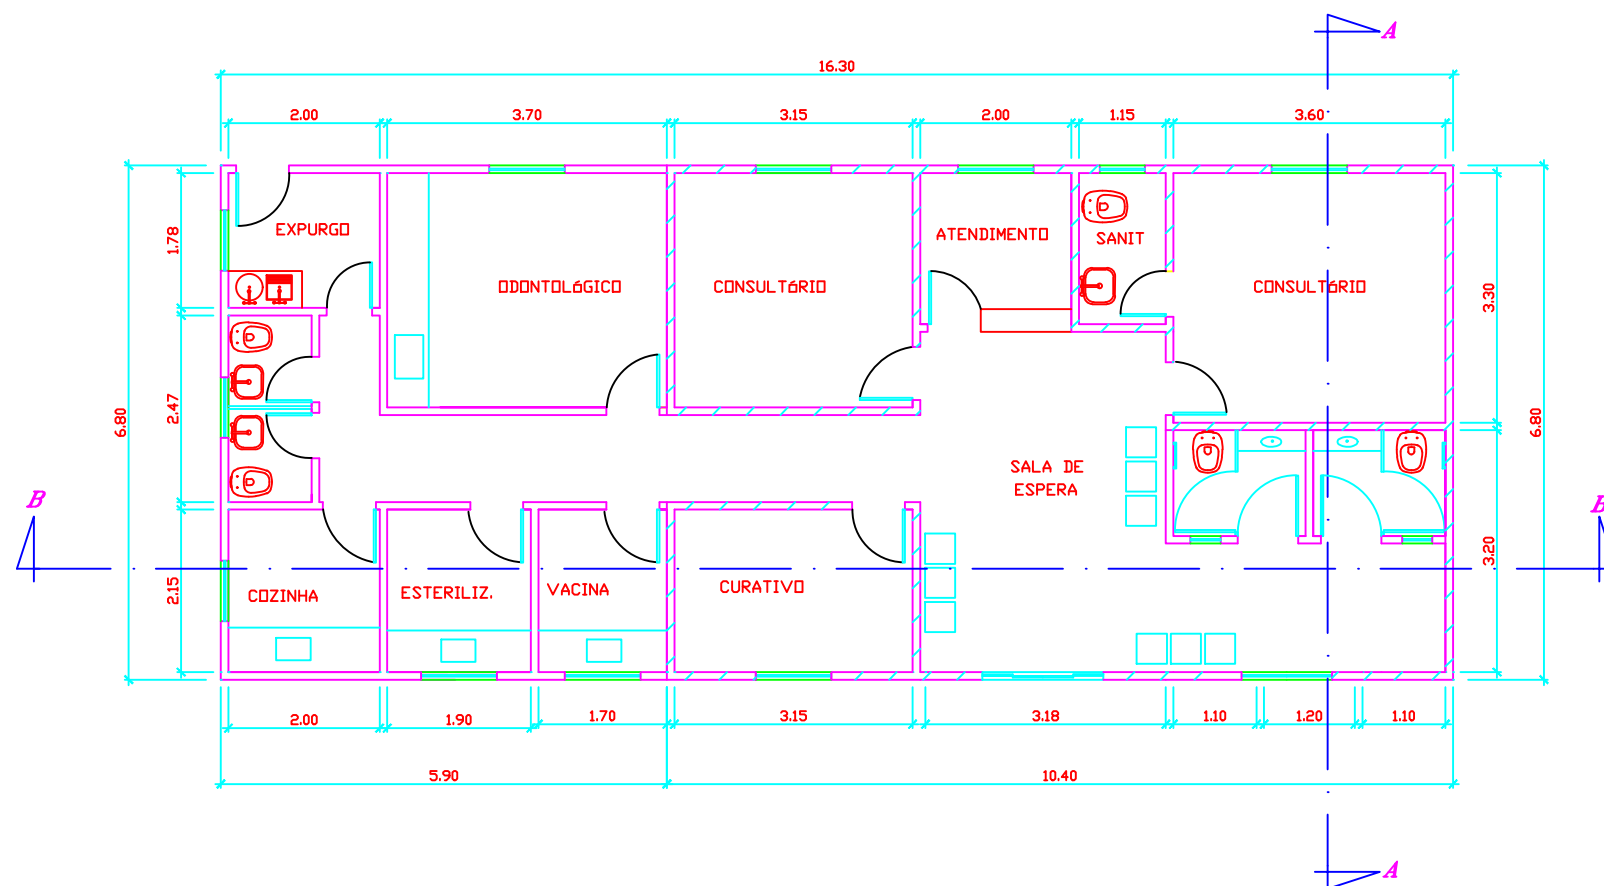 A
16.30
2.00
3.70
3.15
2.00
1.15
3.60
EXPURGO
ATENDIMENTO
SANIT
1.78
ODONTOLóGICO
CONSULTóRIO
CONSULTóRIO
3.30
6.80
2.47
6.80
SALA DE
ESPERA
B
B
2.15
COZINHA
ESTERILIZ.
VACINA
CURATIVO
3.20
2.00
1.90
1.70
3.15
3.18
1.10
1.20
1.10
5.90
10.40
A